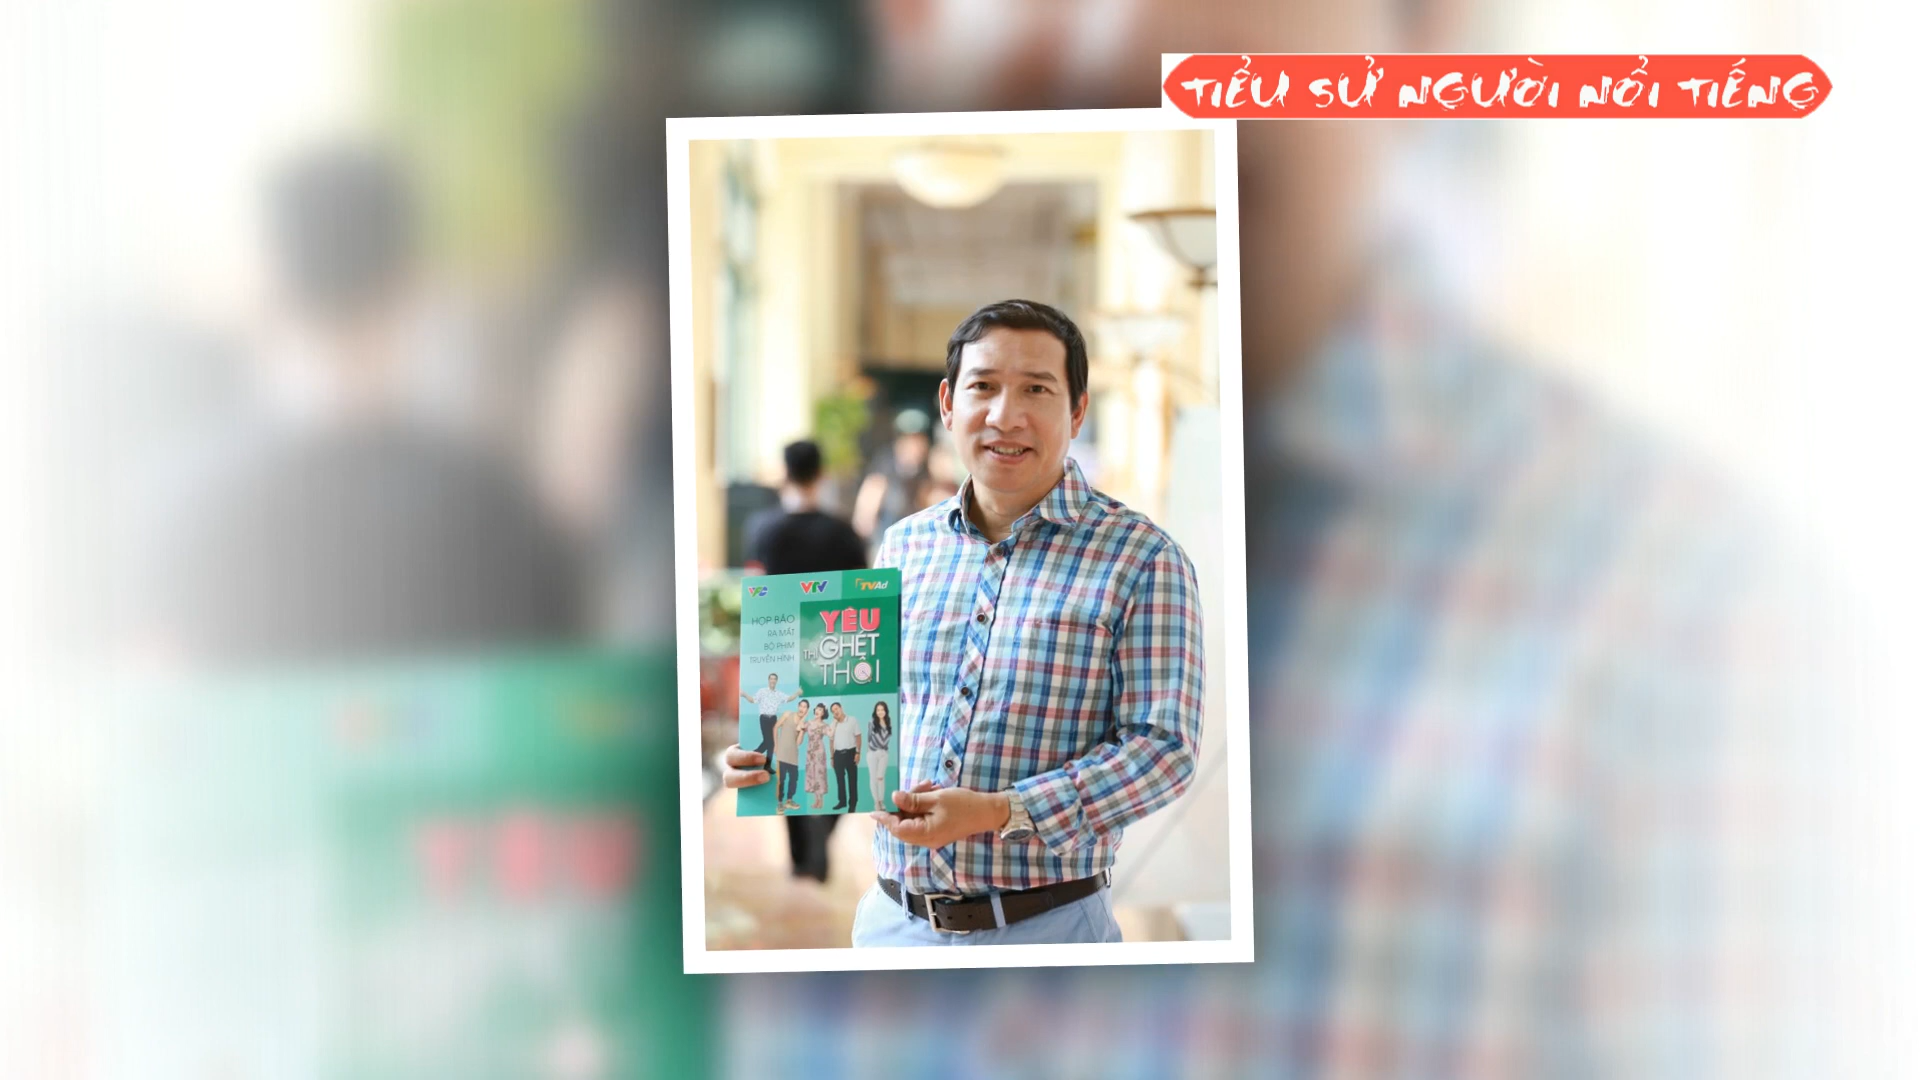 TIỂU SỬ NGƯỜI NỔI TIẾNG
VFC VTV TVAd
HỌP BÁO
RA MẮT
BỘ PHIM
TRUYỀN HÌNH
YÊU
THÌ GHÉT
THÔI